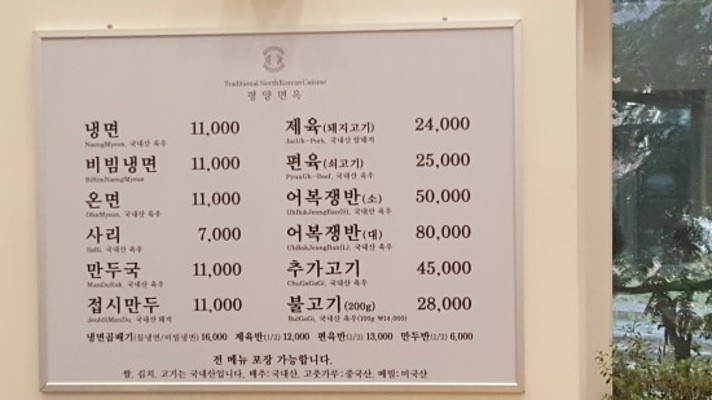 Traditional North Korean Cuisine
평양면옥
냉면 11,000
NaengMyeon, 국내산 육우
비빔냉면 11,000
BiBimNaengMyeon
온면 11,000
OhnMyeon, 국내산 육우
사리 7,000
SaRi, 국내산 육우
만두국 11,000
ManDuKuk, 국내산 육우
접시만두 11,000
JeobSiManDu, 국내산 돼지
제육(돼지고기) 24,000
JaeUk-Pork, 국내산 암돼지
편육(쇠고기) 25,000
PyunUk-Beef, 국내산 육우
어복쟁반(소) 50,000
UhBokJeangBan(S), 국내산 육우
어복쟁반(대) 80,000
UhBokJeangBan(L), 국내산 육우
추가고기 45,000
ChuGaGoGi, 국내산 육우
불고기(200g) 28,000
BulGoGi, 국내산 육우(100g ₩14,000)
냉면곱배기(물냉면/비빔냉면) 16,000 제육반(1/2) 12,000 편육반(1/2) 13,000 만두반(1/2) 6,000
전 메뉴 포장 가능합니다.
쌀, 김치, 고기는 국내산입니다, 배추:국내산, 고춧가루:중국산, 메밀:미국산